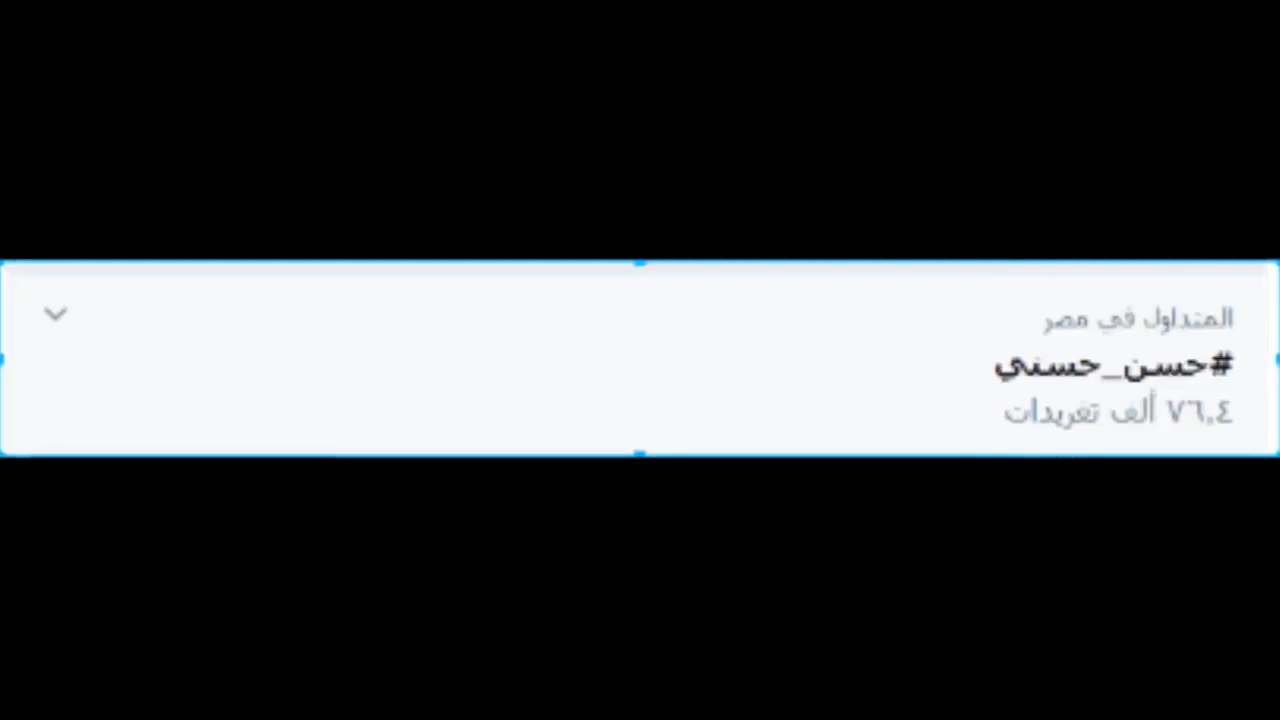 المتداول في مصر
#حسن_حسني
٧٦,٤ ألف تغريدات